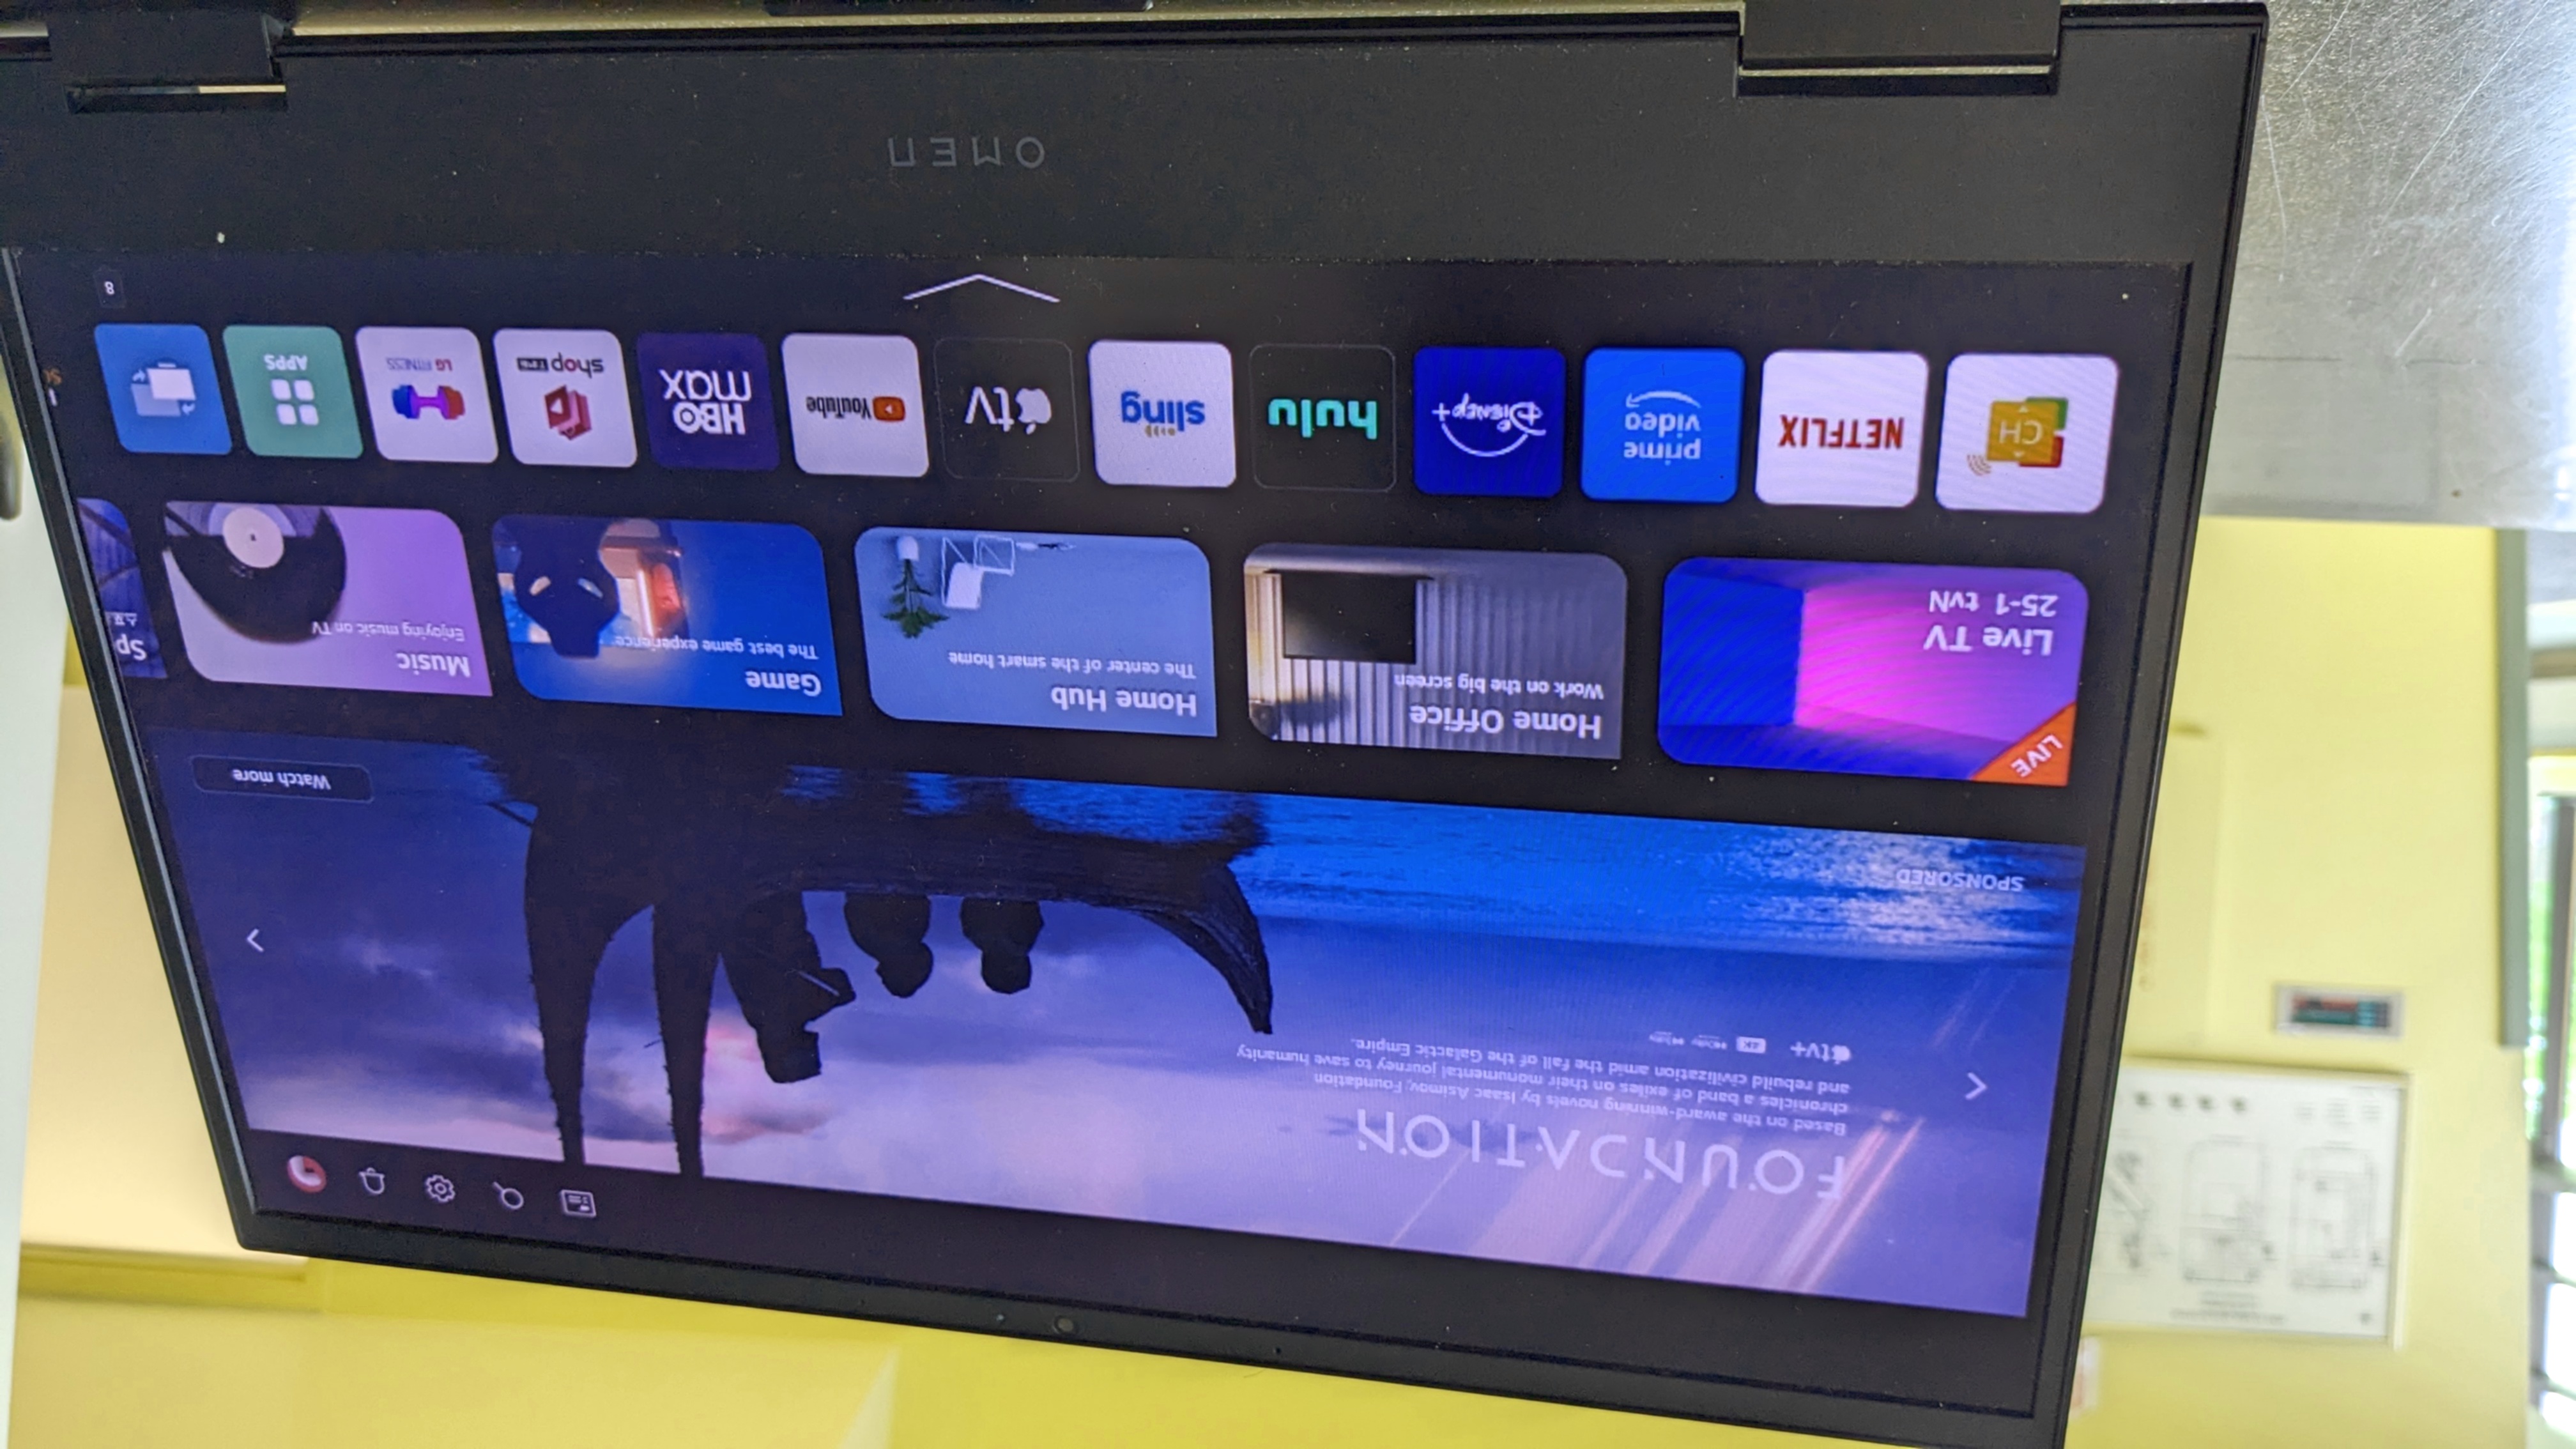 FOUNDATION
Based on the award-winning novels by Isaac Asimov, Foundation
chronicles a band of exiles on their monumental journey to save humanity
and rebuild civilization amid the fall of the Galactic Empire.
tv+ 4K
SPONSORED
Watch more
LIVE
Live TV
25-1 tvN
Home Office
Work on the big screen
Home Hub
The center of the smart home
Game
The best game experience
Music
Enjoying music on TV
Sp
CH
NETFLIX
prime
video
Disney+
hulu
sling
tv
YouTube
HBO
max
shop
LG FITNESS
APPS
8
OMEN